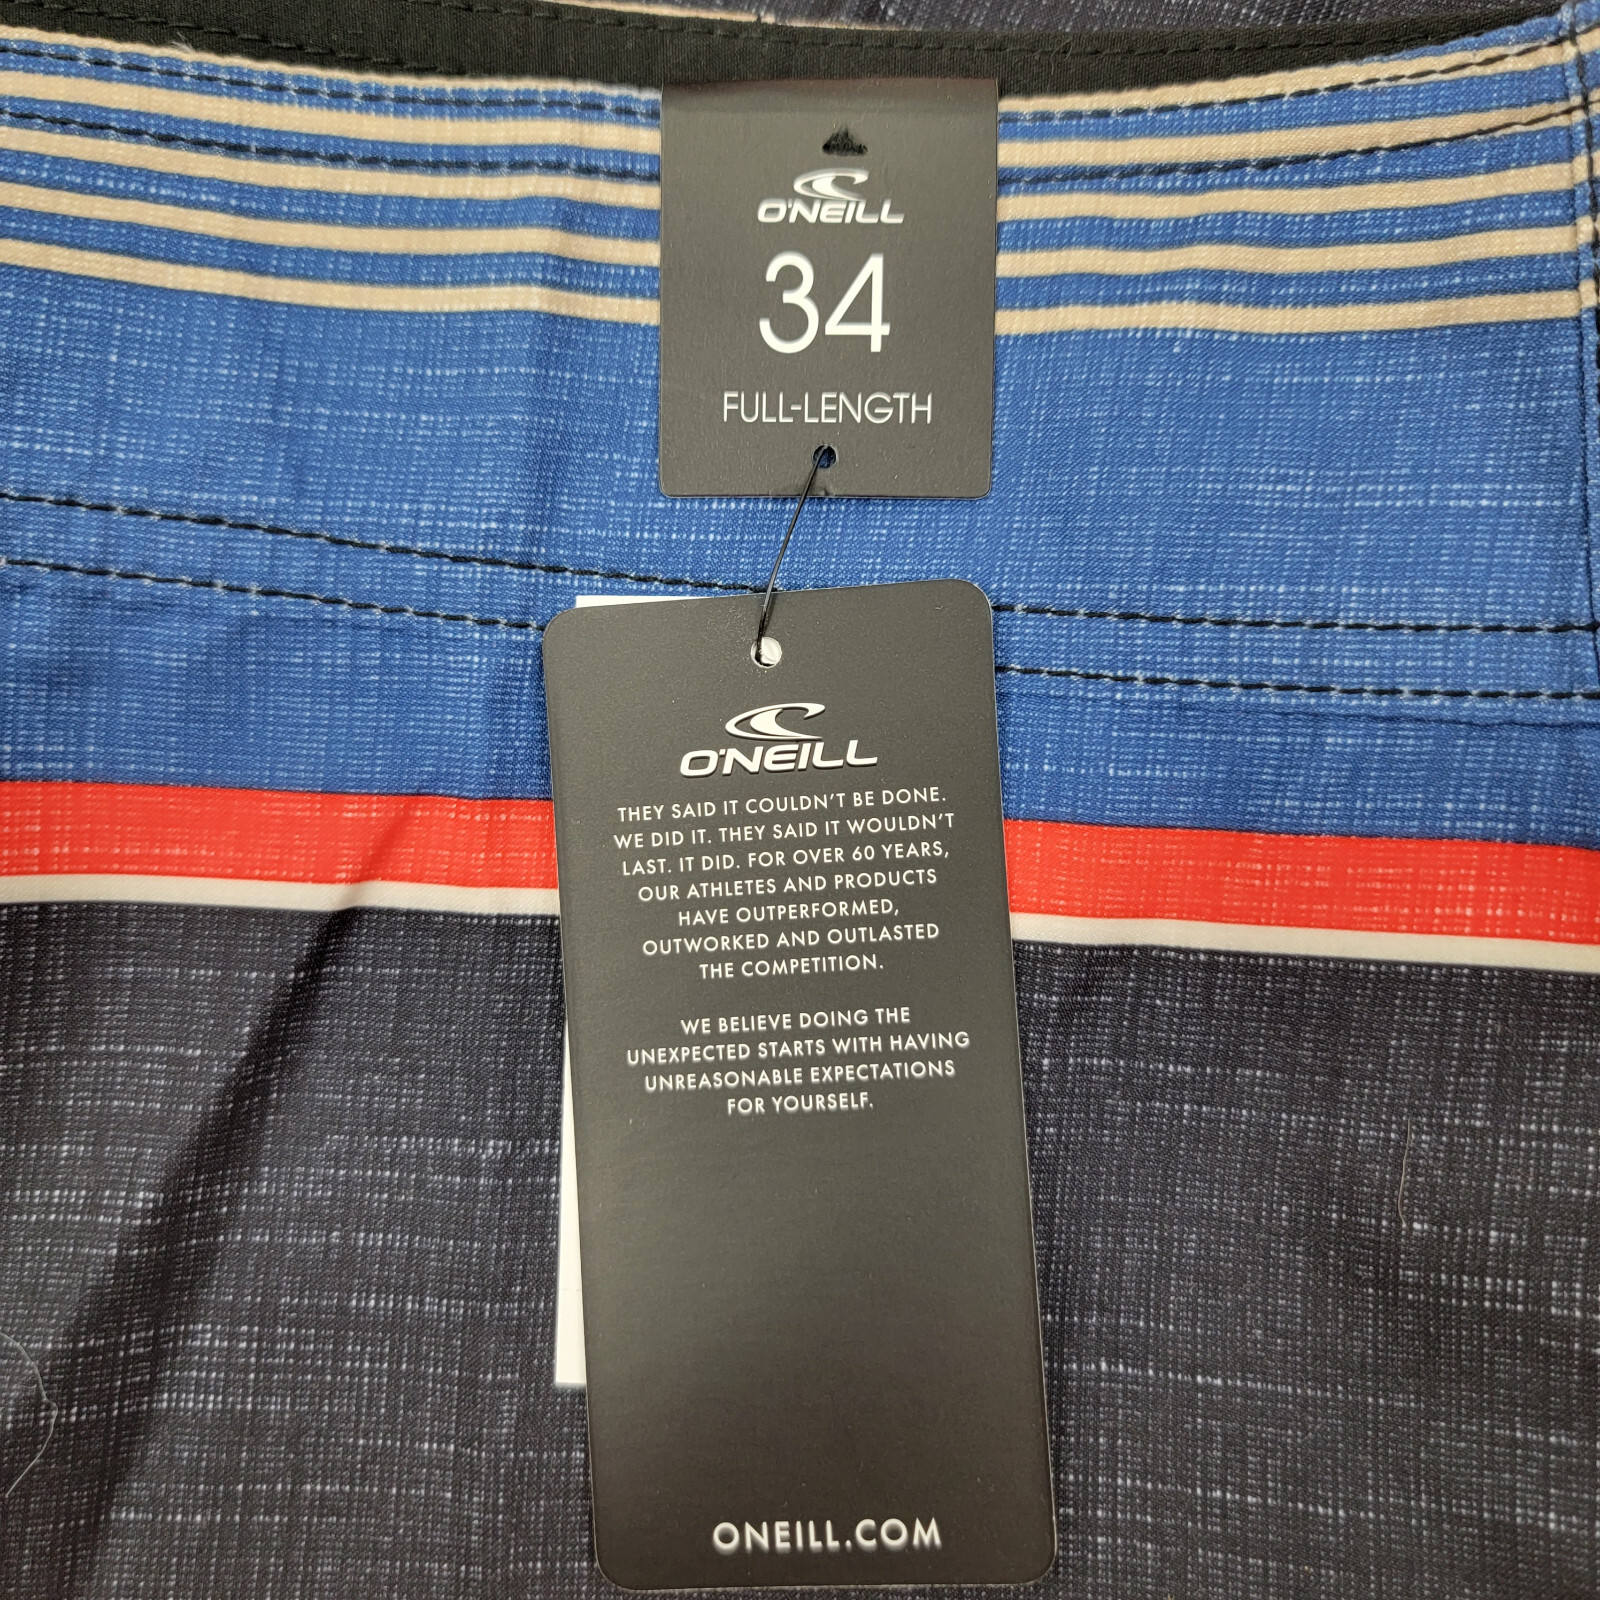 O'NEILL
34
FULL-LENGTH
O'NEILL
THEY SAID IT COULDN'T BE DONE.
WE DID IT. THEY SAID IT WOULDN'T
LAST. IT DID. FOR OVER 60 YEARS,
OUR ATHLETES AND PRODUCTS
HAVE OUTPERFORMED,
OUTWORKED AND OUTLASTED
THE COMPETITION.
WE BELIEVE DOING THE
UNEXPECTED STARTS WITH HAVING
UNREASONABLE EXPECTATIONS
FOR YOURSELF.
ONEILL.COM